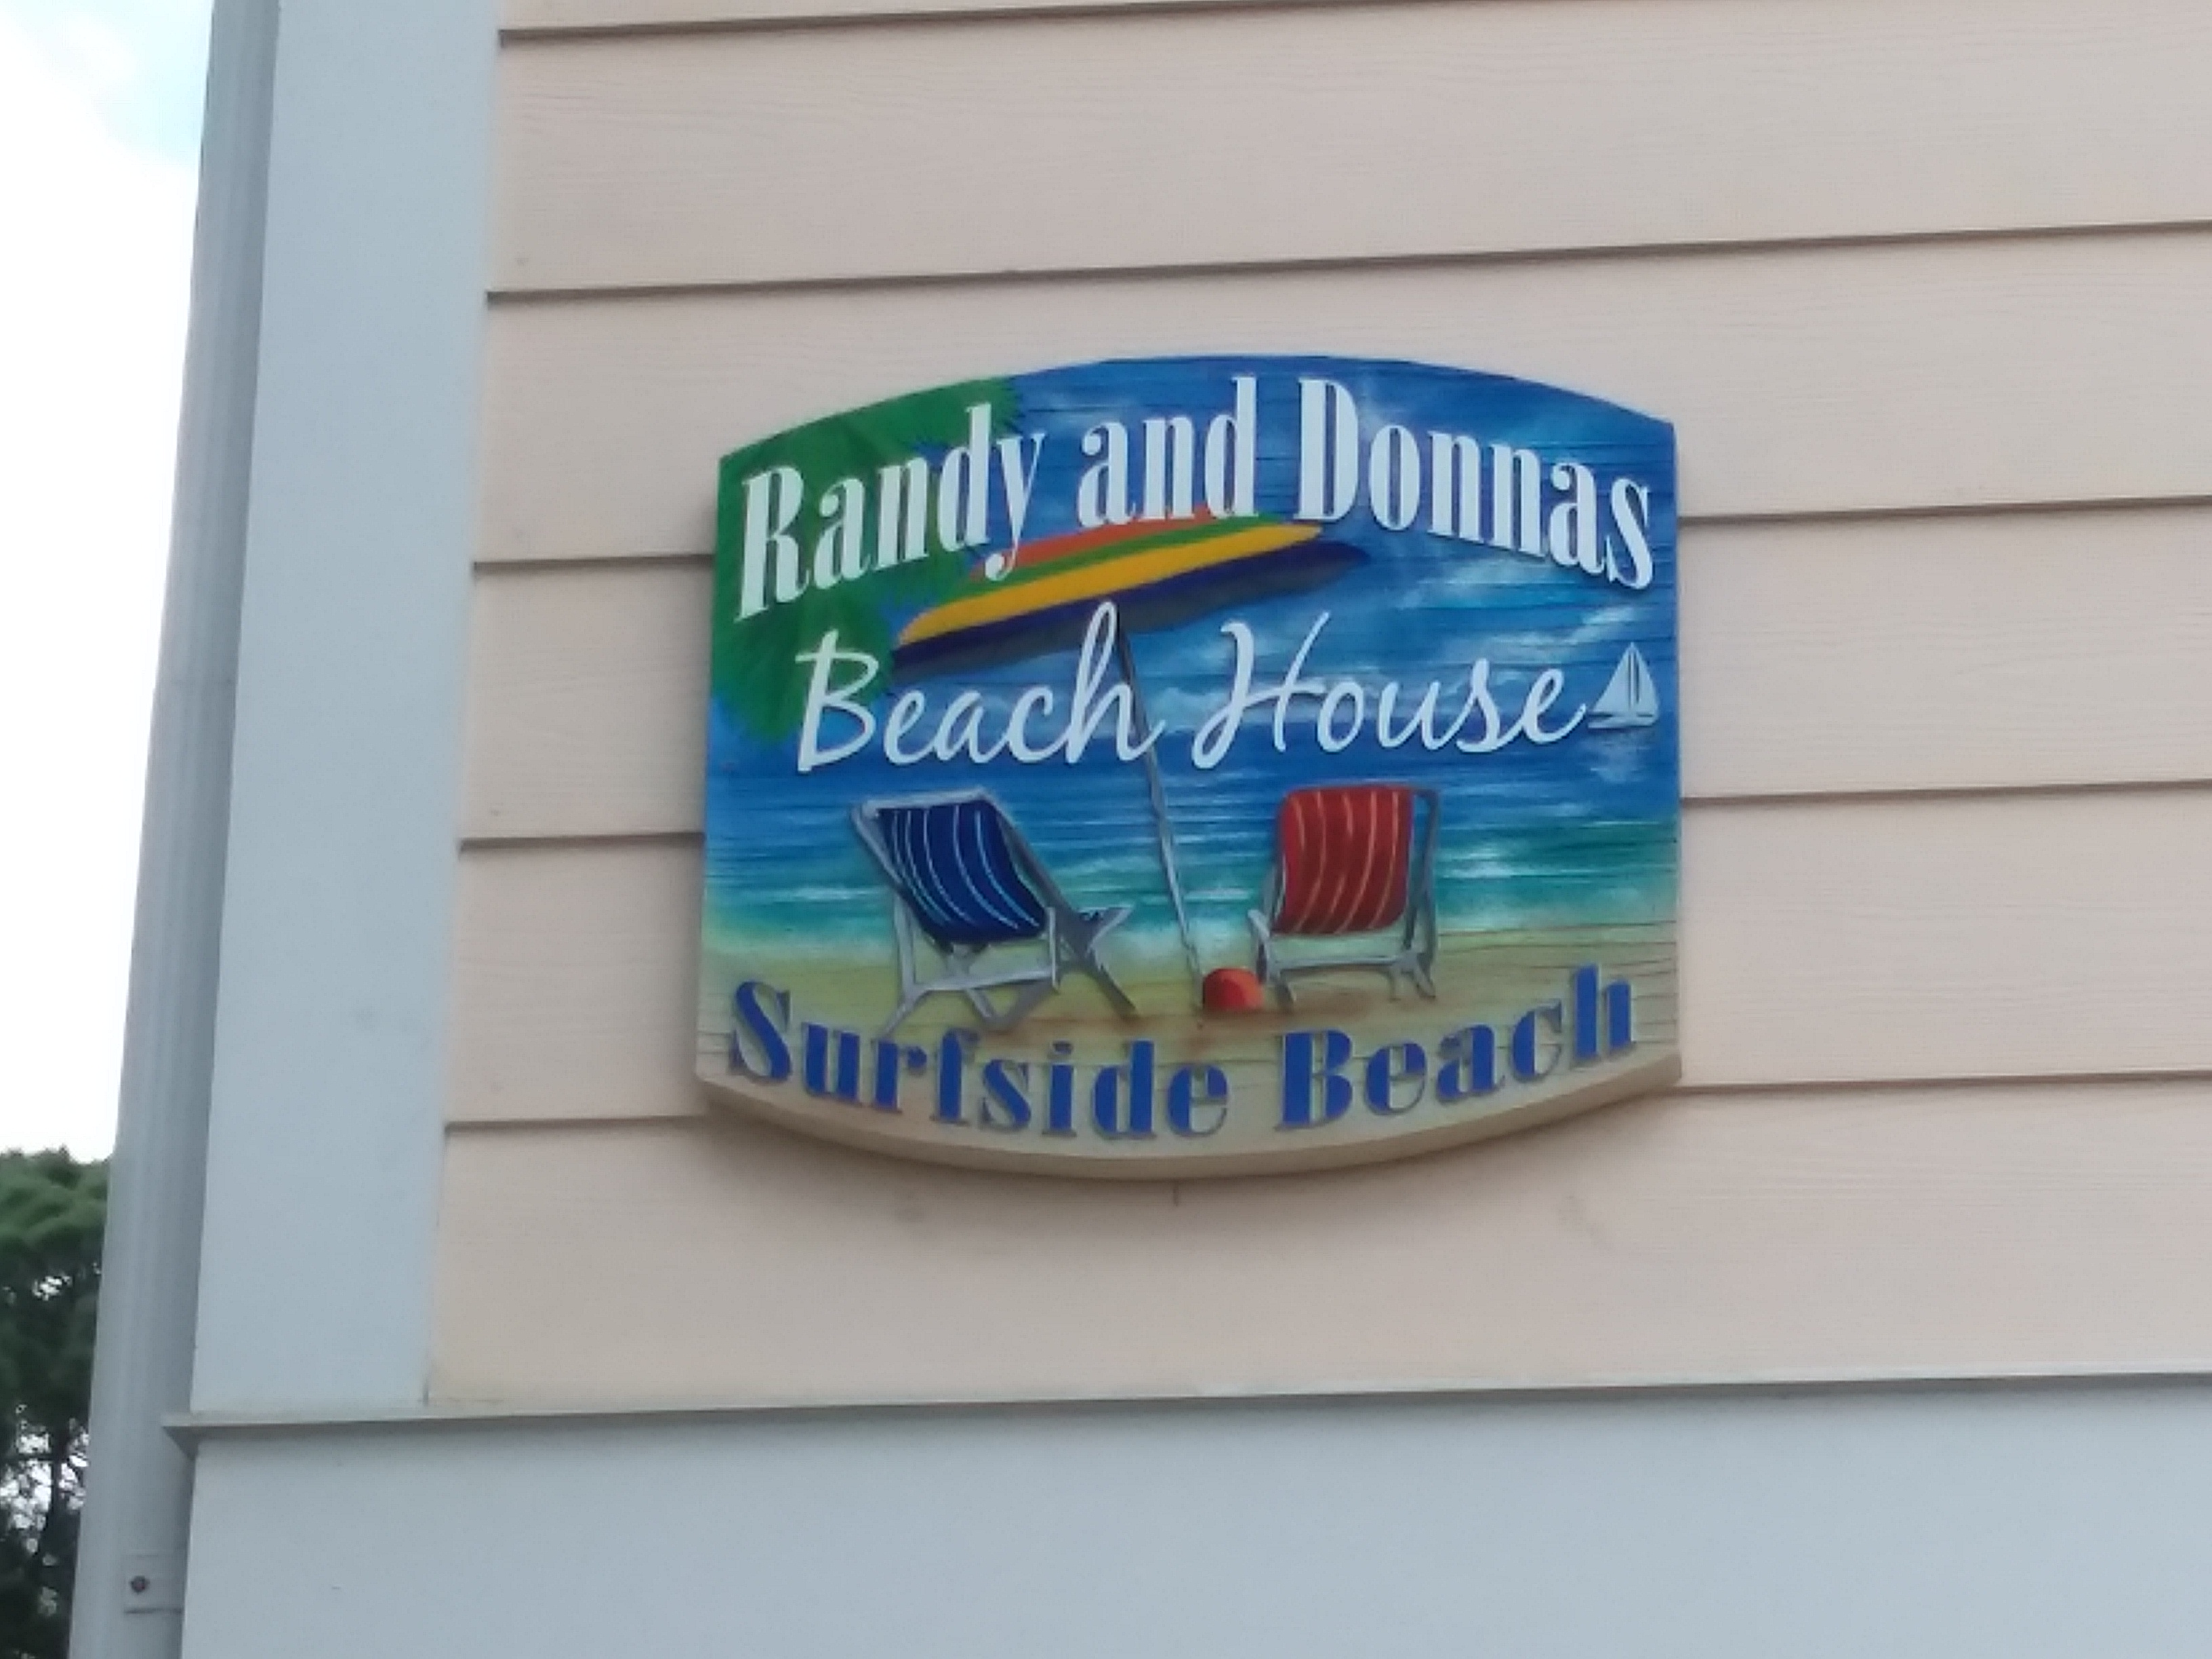 Randy and Donnas
Beach House
Surfside Beach